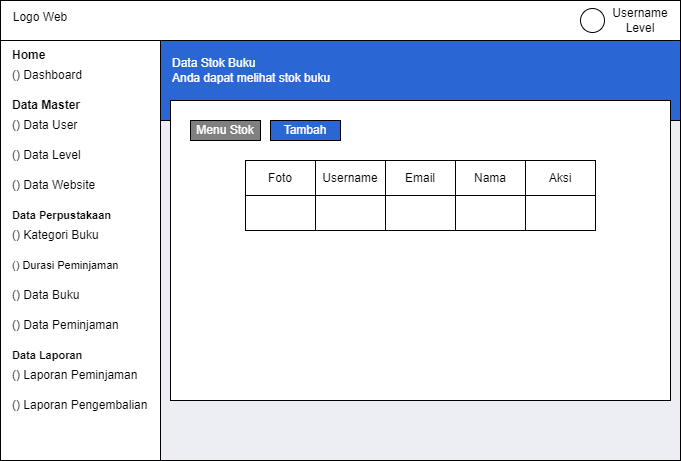 Logo Web
Username
Level
Home
() Dashboard
Data Master
() Data User
() Data Level
() Data Website
Data Perpustakaan
() Kategori Buku
() Durasi Peminjaman
() Data Buku
() Data Peminjaman
Data Laporan
() Laporan Peminjaman
() Laporan Pengembalian
Data Stok Buku
Anda dapat melihat stok buku
Menu Stok Tambah
Foto Username Email Nama Aksi